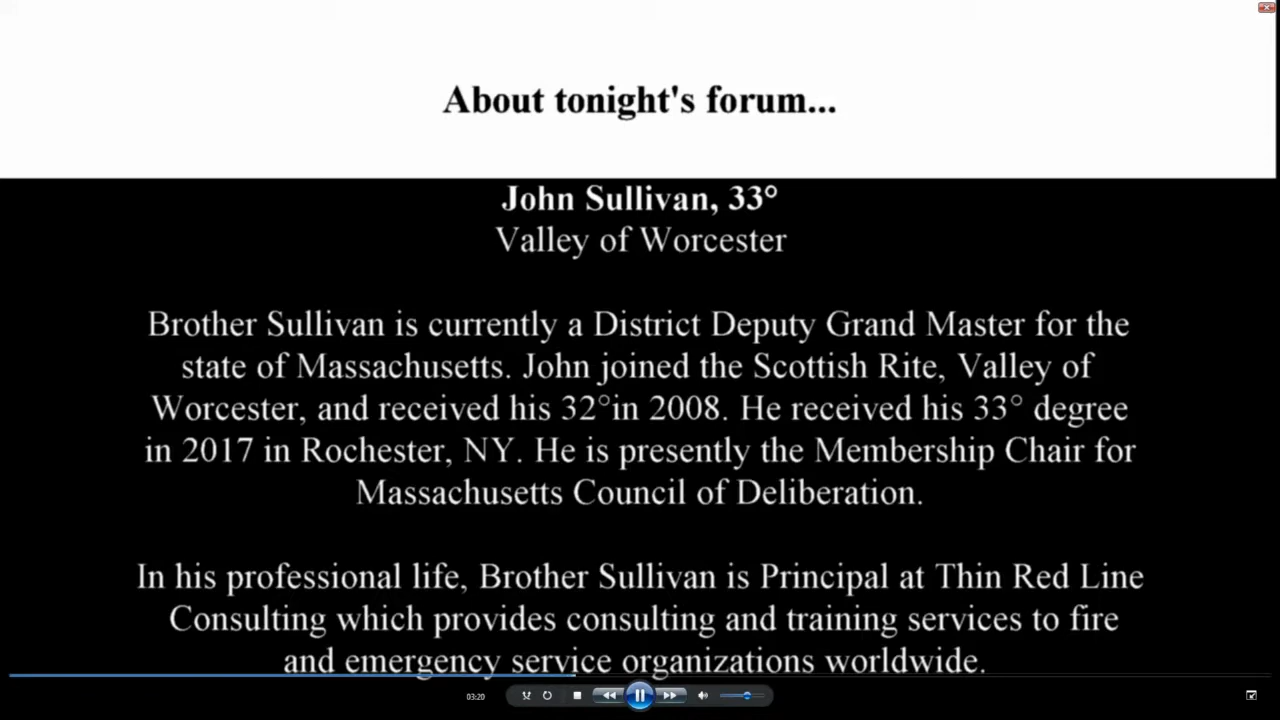 About tonight's forum...
John Sullivan, 33°
Valley of Worcester
Brother Sullivan is currently a District Deputy Grand Master for the
state of Massachusetts. John joined the Scottish Rite, Valley of
Worcester, and received his 32°in 2008. He received his 33° degree
in 2017 in Rochester, NY. He is presently the Membership Chair for
Massachusetts Council of Deliberation.
In his professional life, Brother Sullivan is Principal at Thin Red Line
Consulting which provides consulting and training services to fire
and emergency service organizations worldwide.
03:20